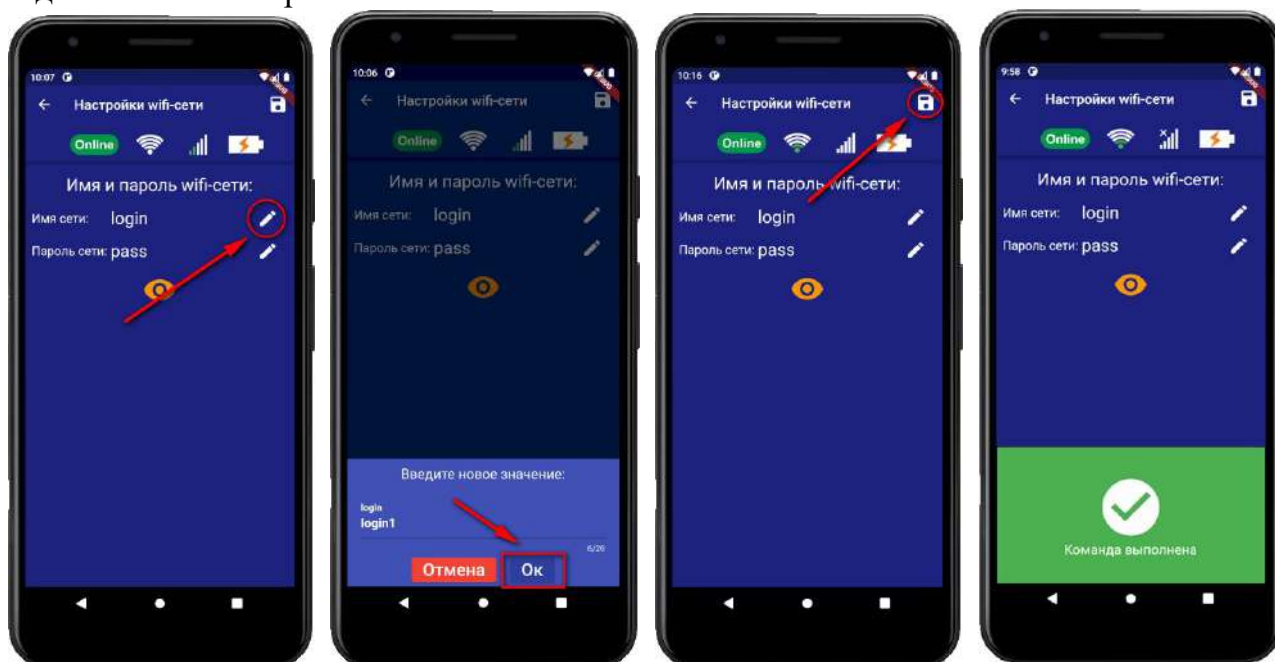 10:07
Настройки wifi-сети
Online
Имя и пароль wifi-сети:
Имя сети: login
Пароль сети: pass
10:06
Настройки wifi-сети
Online
Имя и пароль wifi-сети:
Имя сети: login
Пароль сети: pass
Введите новое значение:
login
login1
6/20
Отмена Ок
10:16
Настройки wifi-сети
Online
Имя и пароль wifi-сети:
Имя сети: login
Пароль сети: pass
9:58
Настройки wifi-сети
Online
Имя и пароль wifi-сети:
Имя сети: login
Пароль сети: pass
Команда выполнена